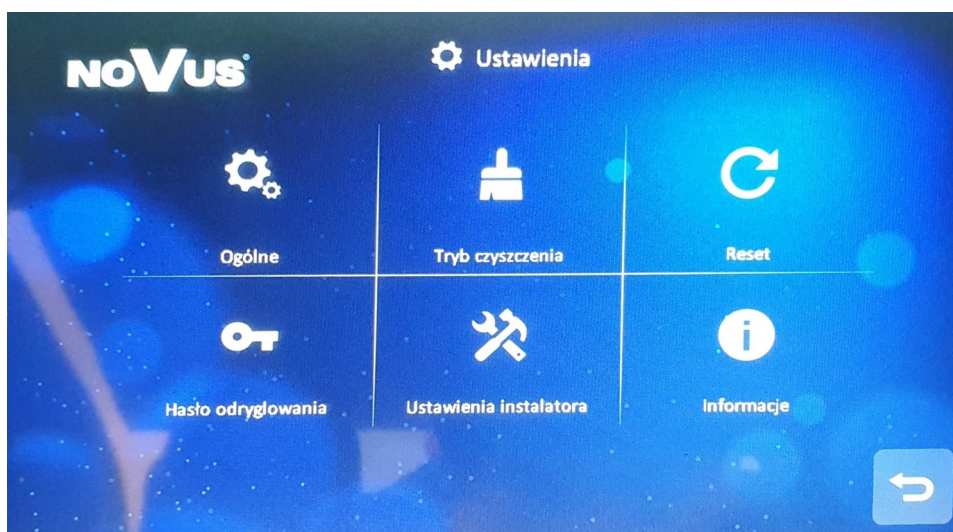 NOVUS
Ustawienia
Ogólne
Tryb czyszczenia
Reset
Hasło odryglowania
Ustawienia instalatora
Informacje